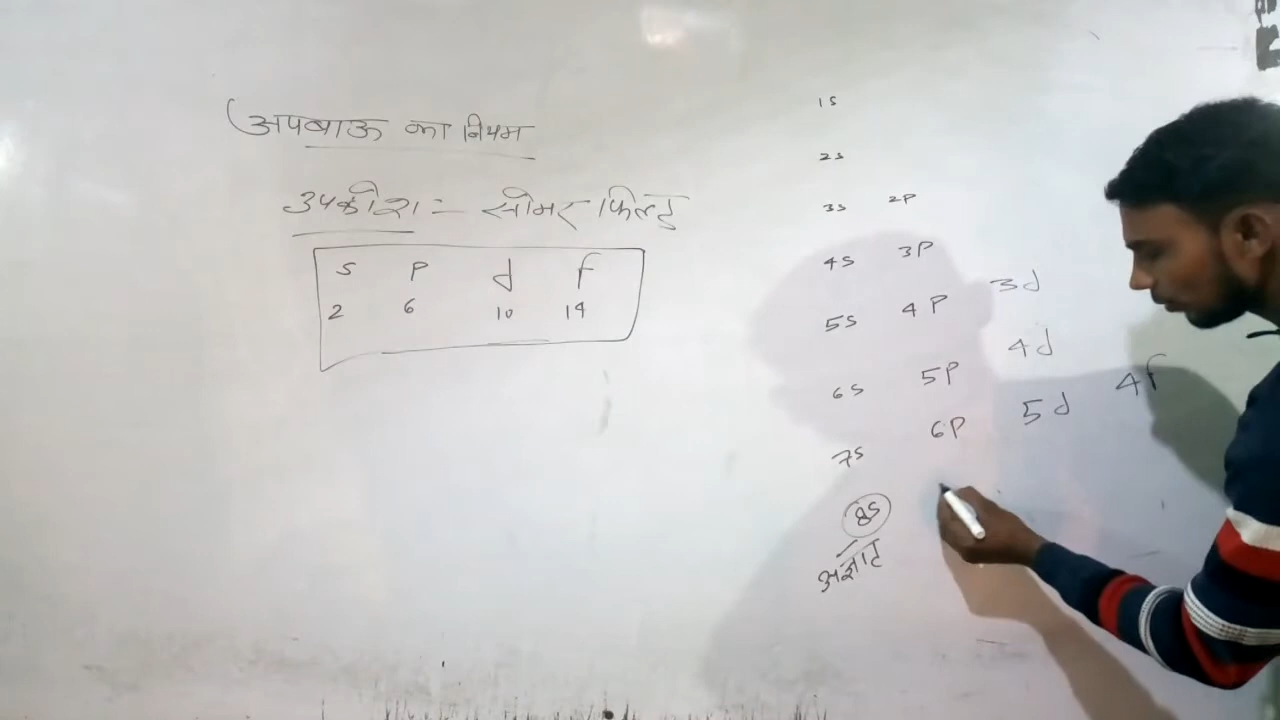 (अपबाऊ का नियम
उपकोश :- सोमर फिल्ड
s p d f
2 6 10 14
1s
2s
3s 2p
4s 3p
5s 4p 3d
6s 5p 4d
7s 6p 5d 4f
8s
अज्ञात